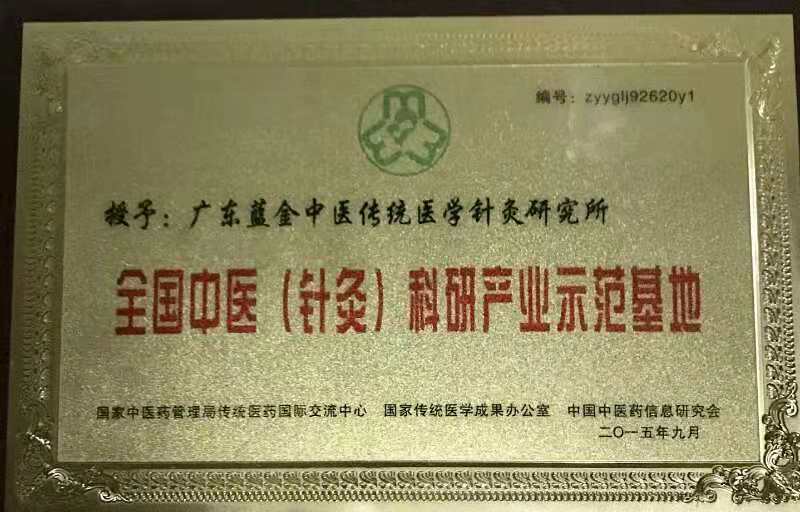 编号：zyyglj92620y1
授予：广东蓝金中医传统医学针灸研究所
全国中医（针灸）科研产业示范基地
国家中医药管理局传统医药国际交流中心 国家传统医学成果办公室 中国中医药信息研究会
二〇一五年九月